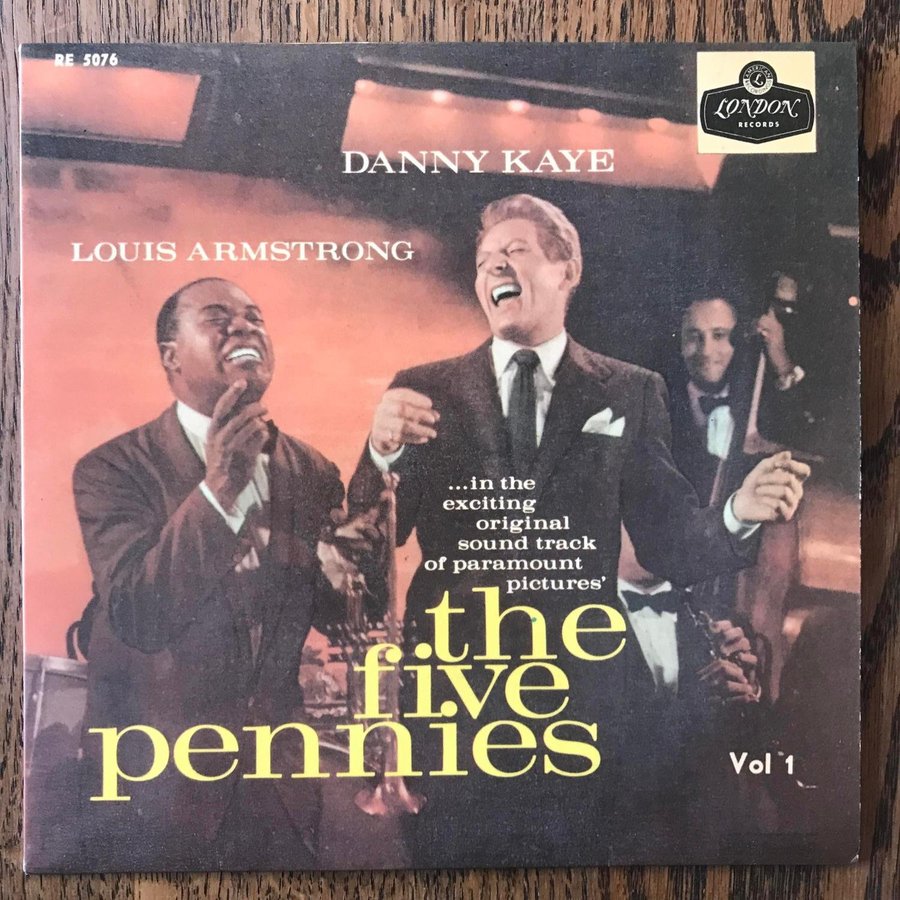 RE 5076
AMERICAN
L
LONDON
RECORDS
DANNY KAYE
LOUIS ARMSTRONG
...in the
exciting
original
sound track
of paramount
pictures'
the
five
pennies
Vol 1